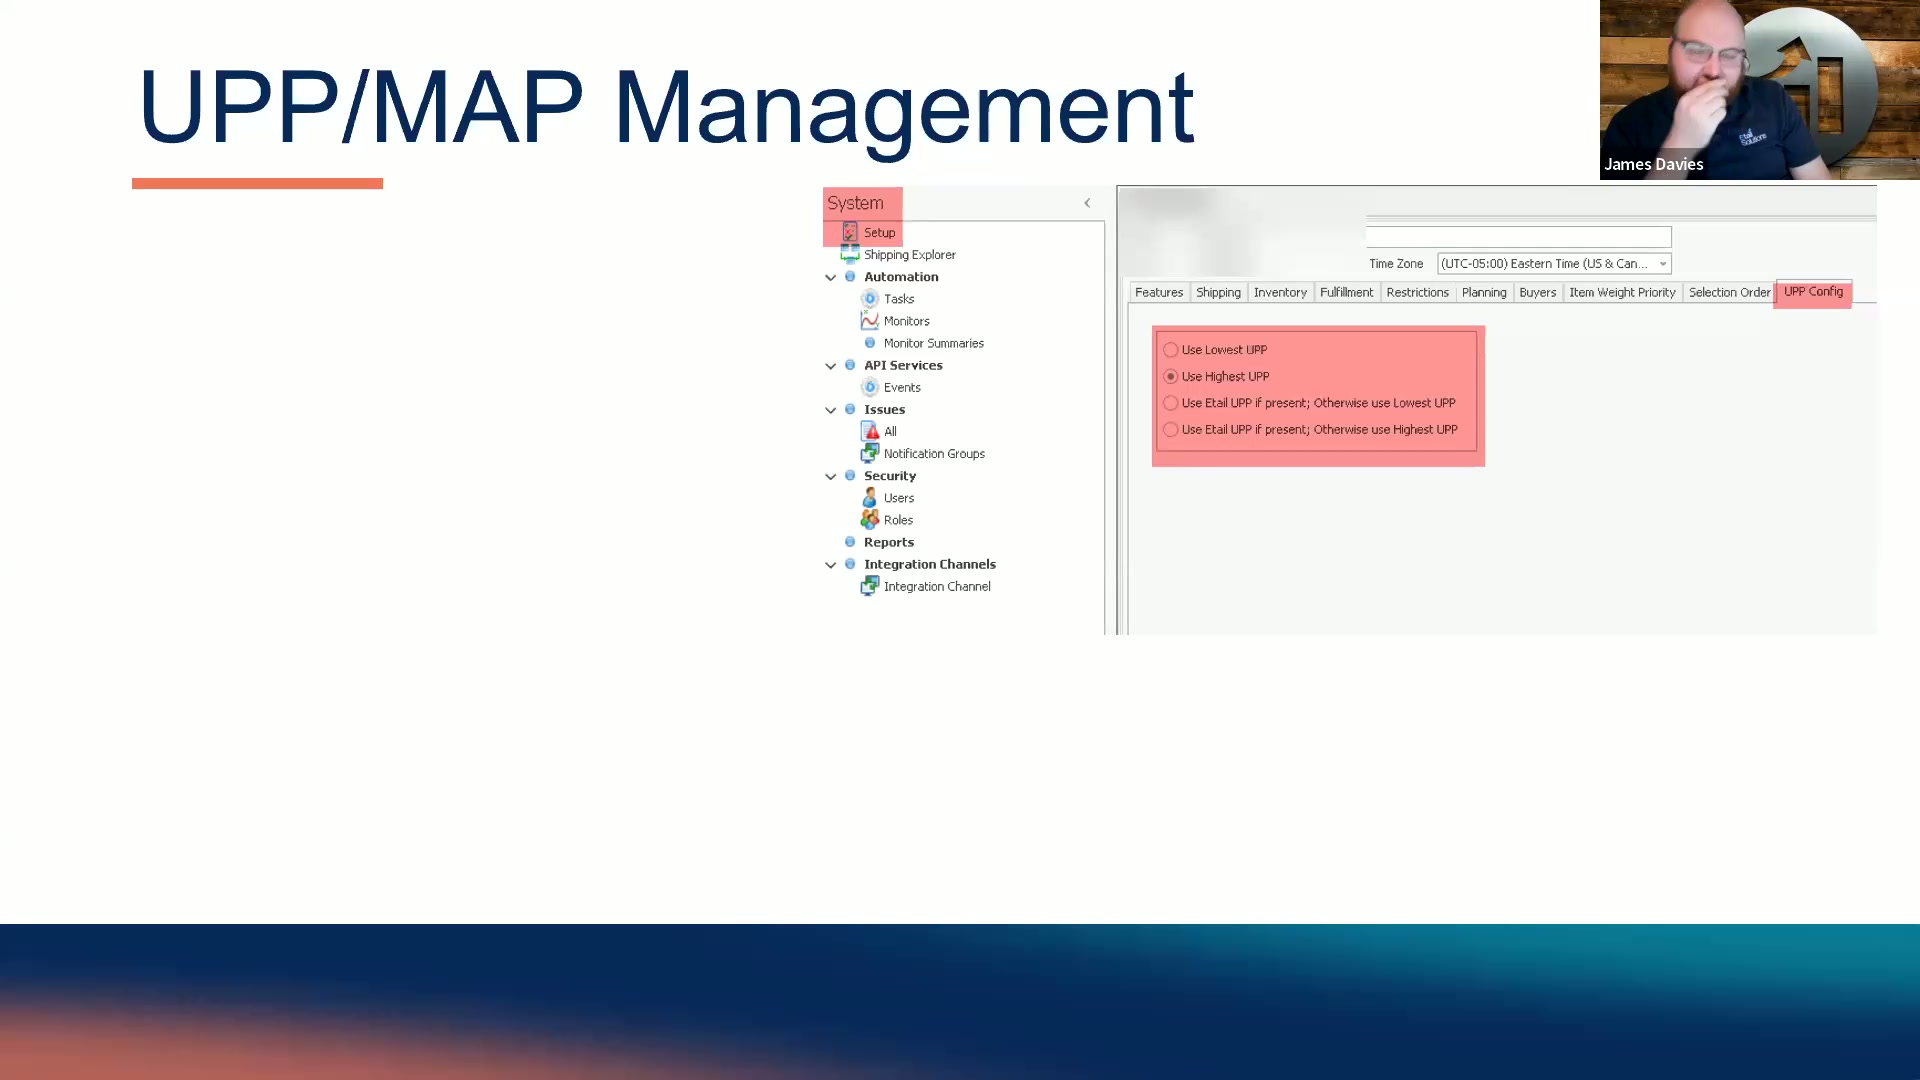 UPP/MAP Management
Etail
Solutions
James Davies
System
Setup
Shipping Explorer
Automation
Tasks
Monitors
Monitor Summaries
API Services
Events
Issues
All
Notification Groups
Security
Users
Roles
Reports
Integration Channels
Integration Channel
Time Zone (UTC-05:00) Eastern Time (US & Can...
Features Shipping Inventory Fulfillment Restrictions Planning Buyers Item Weight Priority Selection Order UPP Config
Use Lowest UPP
Use Highest UPP
Use Etail UPP if present; Otherwise use Lowest UPP
Use Etail UPP if present; Otherwise use Highest UPP